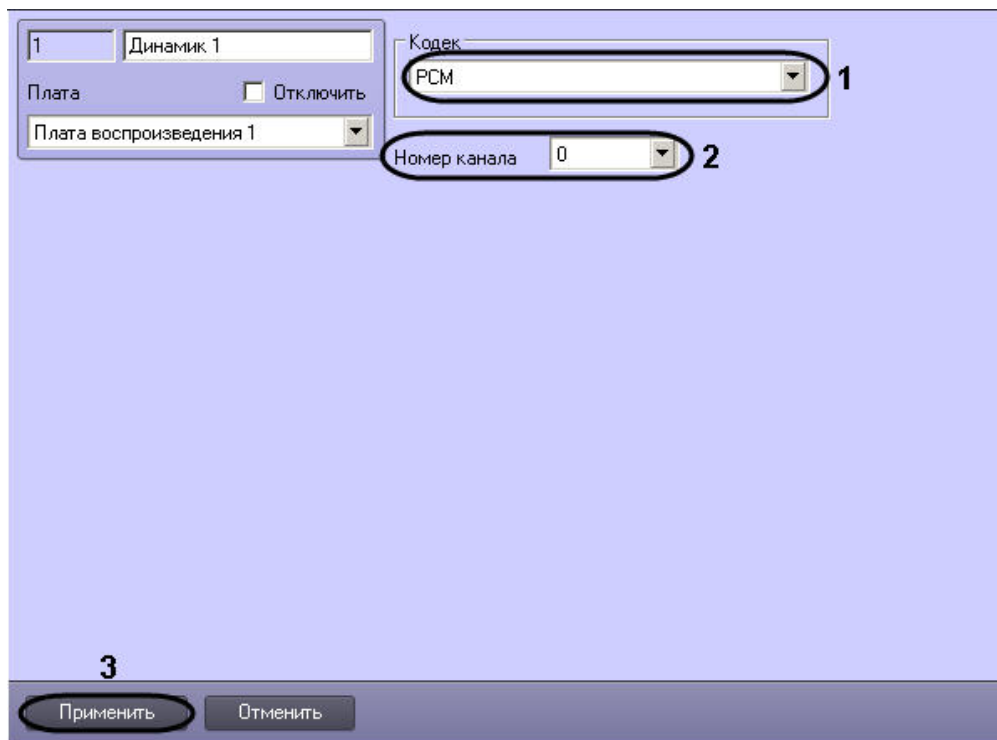 1
Динамик 1
Плата
Отключить
Плата воспроизведения 1
Кодек
PCM
1
Номер канала
0
2
3
Применить
Отменить